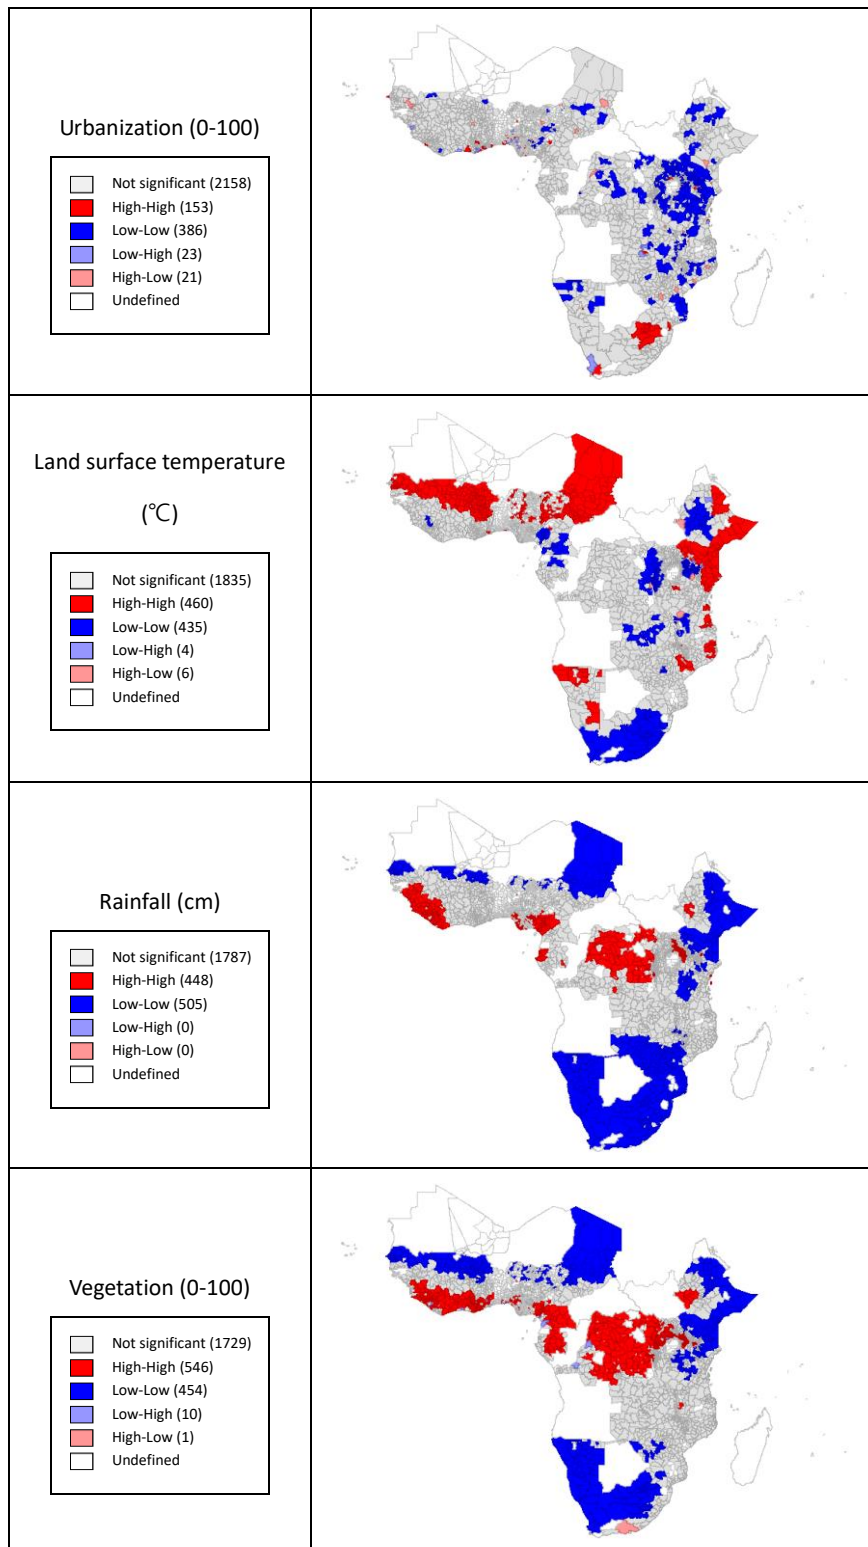 Urbanization (0-100)
Not significant (2158)
High-High (153)
Low-Low (386)
Low-High (23)
High-Low (21)
Undefined
Land surface temperature
(℃)
Not significant (1835)
High-High (460)
Low-Low (435)
Low-High (4)
High-Low (6)
Undefined
Rainfall (cm)
Not significant (1787)
High-High (448)
Low-Low (505)
Low-High (0)
High-Low (0)
Undefined
Vegetation (0-100)
Not significant (1729)
High-High (546)
Low-Low (454)
Low-High (10)
High-Low (1)
Undefined